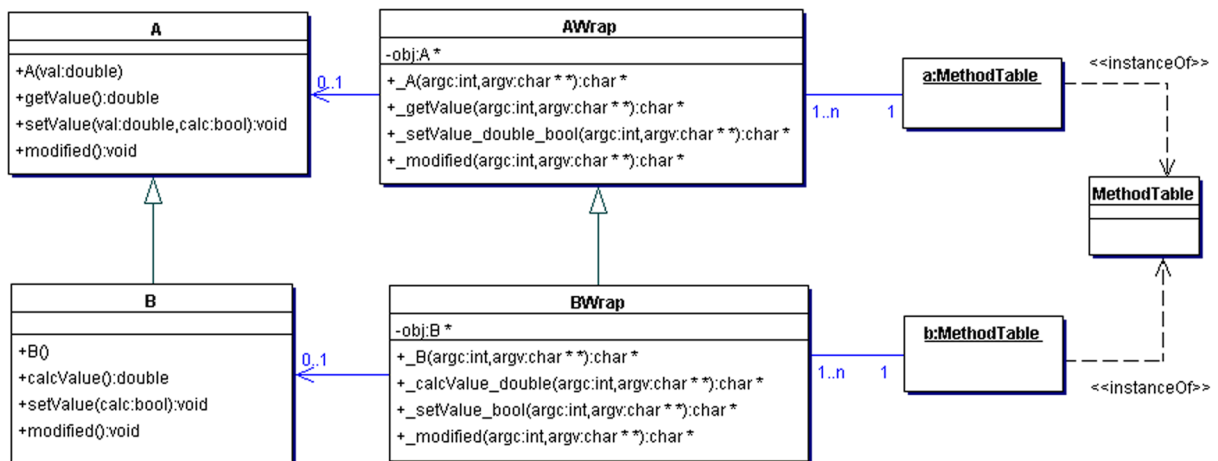 A
+A(val:double)
+getValue():double
+setValue(val:double,calc:bool):void
+modified():void
0..1
AWrap
-obj:A *
+_A(argc:int,argv:char * *):char *
+_getValue(argc:int,argv:char * *):char *
+_setValue_double_bool(argc:int,argv:char * *):char *
+_modified(argc:int,argv:char * *):char *
1..n
1
a:MethodTable
<<instanceOf>>
MethodTable
B
+B()
+calcValue():double
+setValue(calc:bool):void
+modified():void
0..1
BWrap
-obj:B *
+_B(argc:int,argv:char * *):char *
+_calcValue_double(argc:int,argv:char * *):char *
+_setValue_bool(argc:int,argv:char * *):char *
+_modified(argc:int,argv:char * *):char *
1..n
1
b:MethodTable
<<instanceOf>>